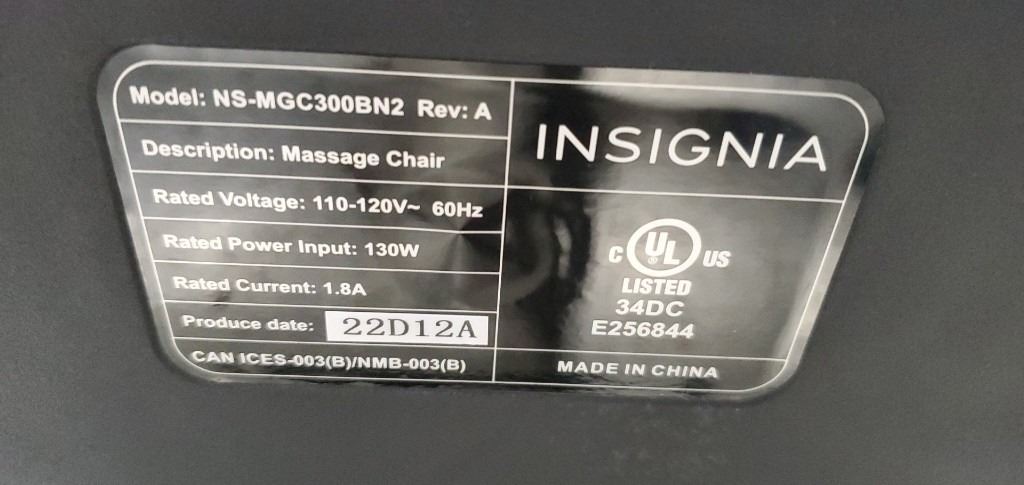 Model: NS-MGC300BN2 Rev: A
Description: Massage Chair
Rated Voltage: 110-120V~ 60Hz
Rated Power Input: 130W
Rated Current: 1.8A
Produce date: 22D12A
CAN ICES-003(B)/NMB-003(B)
INSIGNIA
C UL® US
LISTED
34DC
E256844
MADE IN CHINA